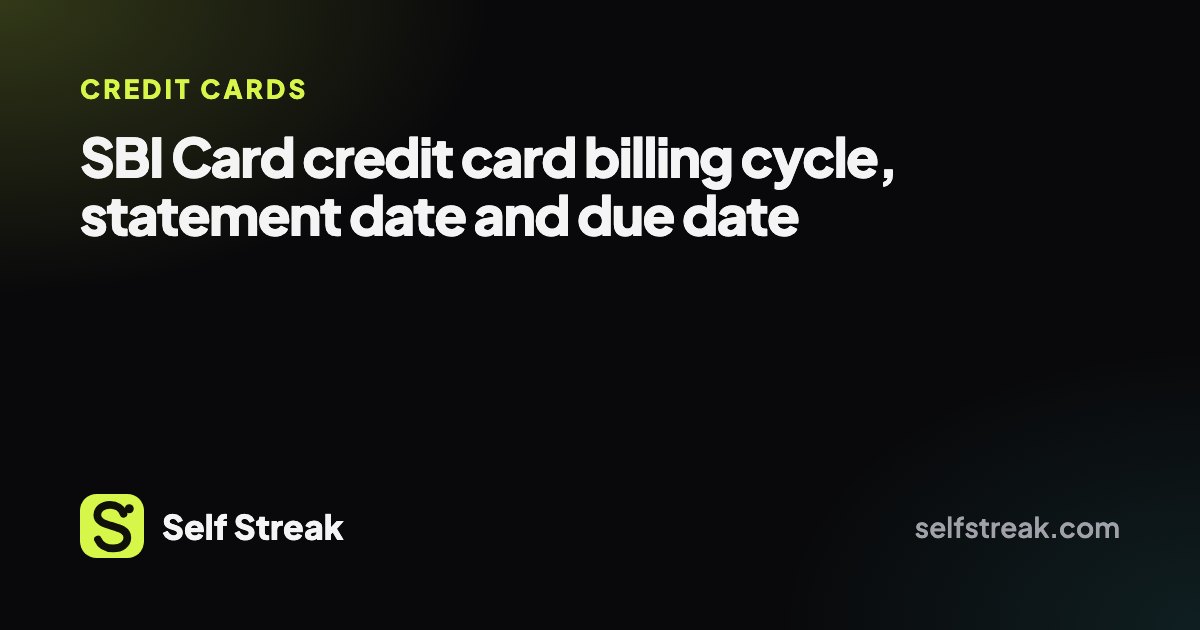 CREDIT CARDS
SBI Card credit card billing cycle,
statement date and due date
S
Self Streak
selfstreak.com